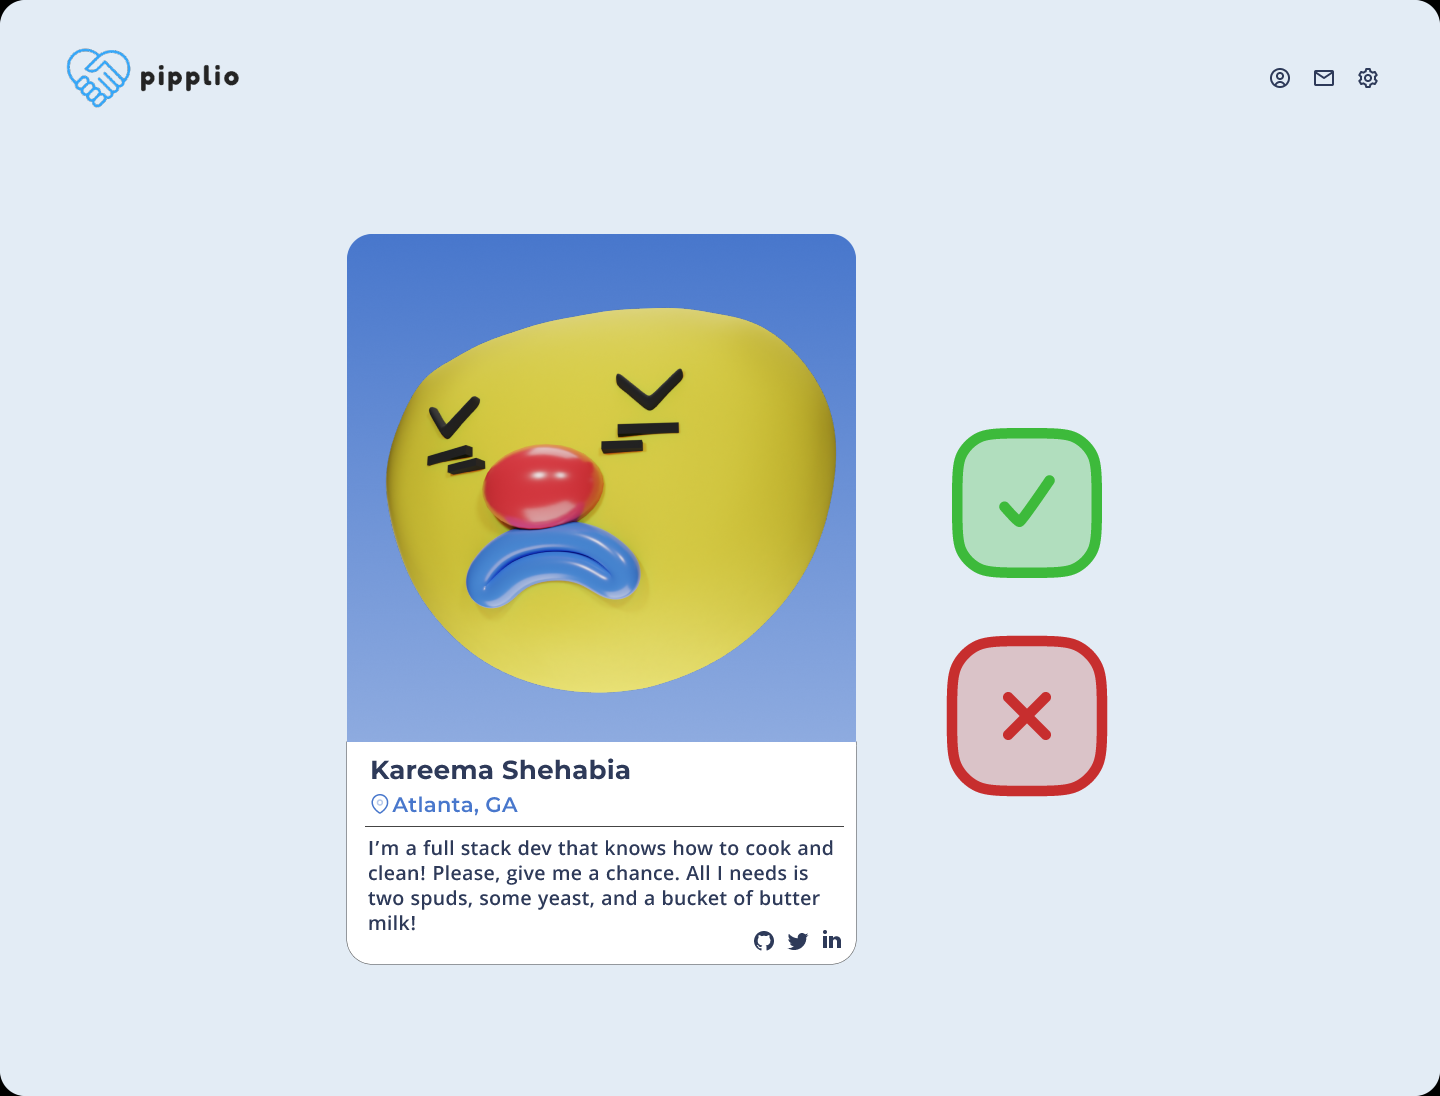 pipplio
Kareema Shehabia
Atlanta, GA
I’m a full stack dev that knows how to cook and
clean! Please, give me a chance. All I needs is
two spuds, some yeast, and a bucket of butter
milk!